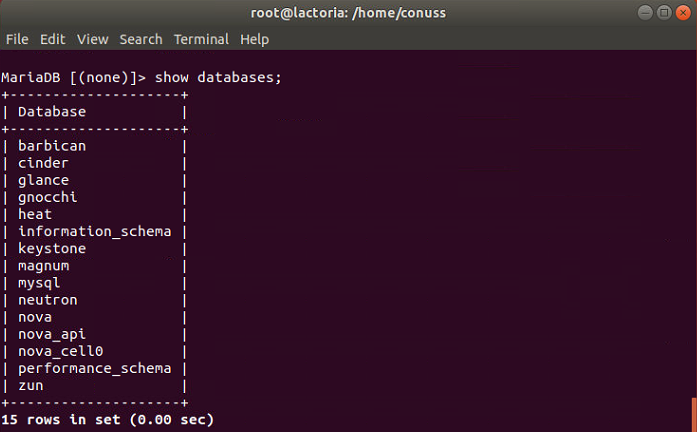 root@lactoria: /home/conuss
File Edit View Search Terminal Help
MariaDB [(none)]> show databases;
+--------------------+
| Database           |
+--------------------+
| barbican           |
| cinder             |
| glance             |
| gnocchi            |
| heat               |
| information_schema |
| keystone           |
| magnum             |
| mysql              |
| neutron            |
| nova               |
| nova_api           |
| nova_cell0         |
| performance_schema |
| zun                |
+--------------------+
15 rows in set (0.00 sec)